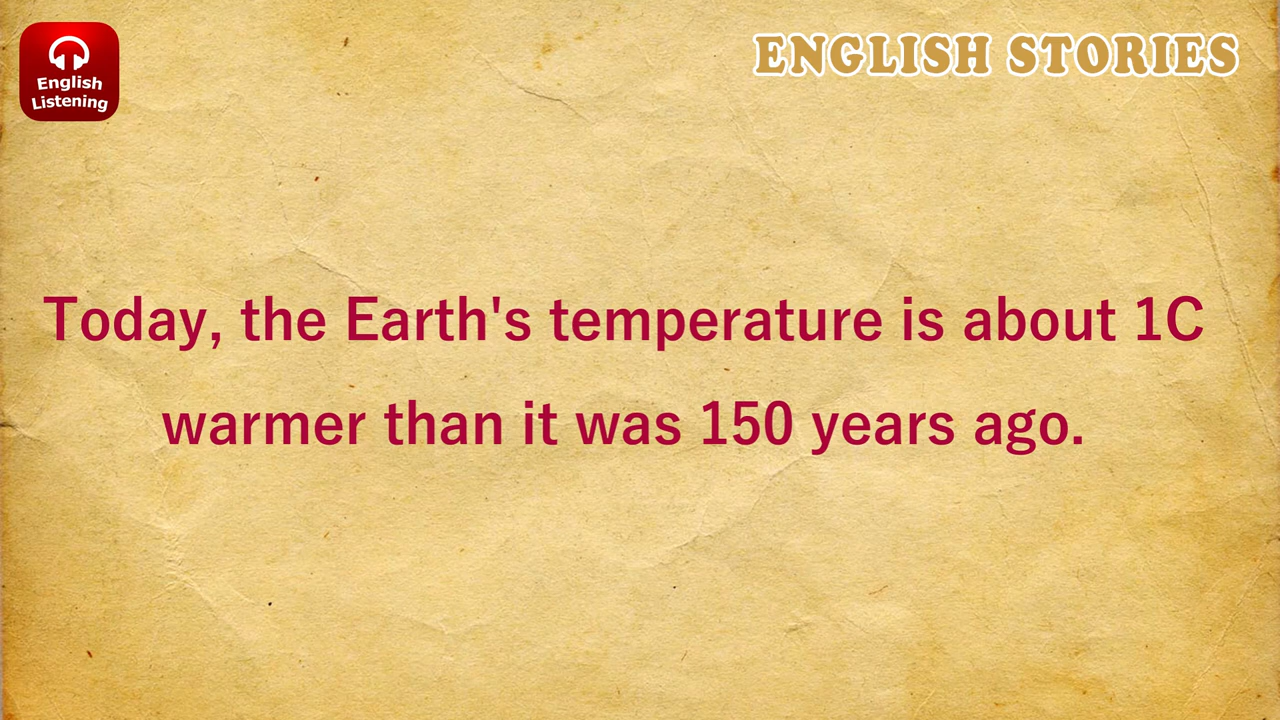 English
Listening
ENGLISH STORIES
Today, the Earth's temperature is about 1C
warmer than it was 150 years ago.